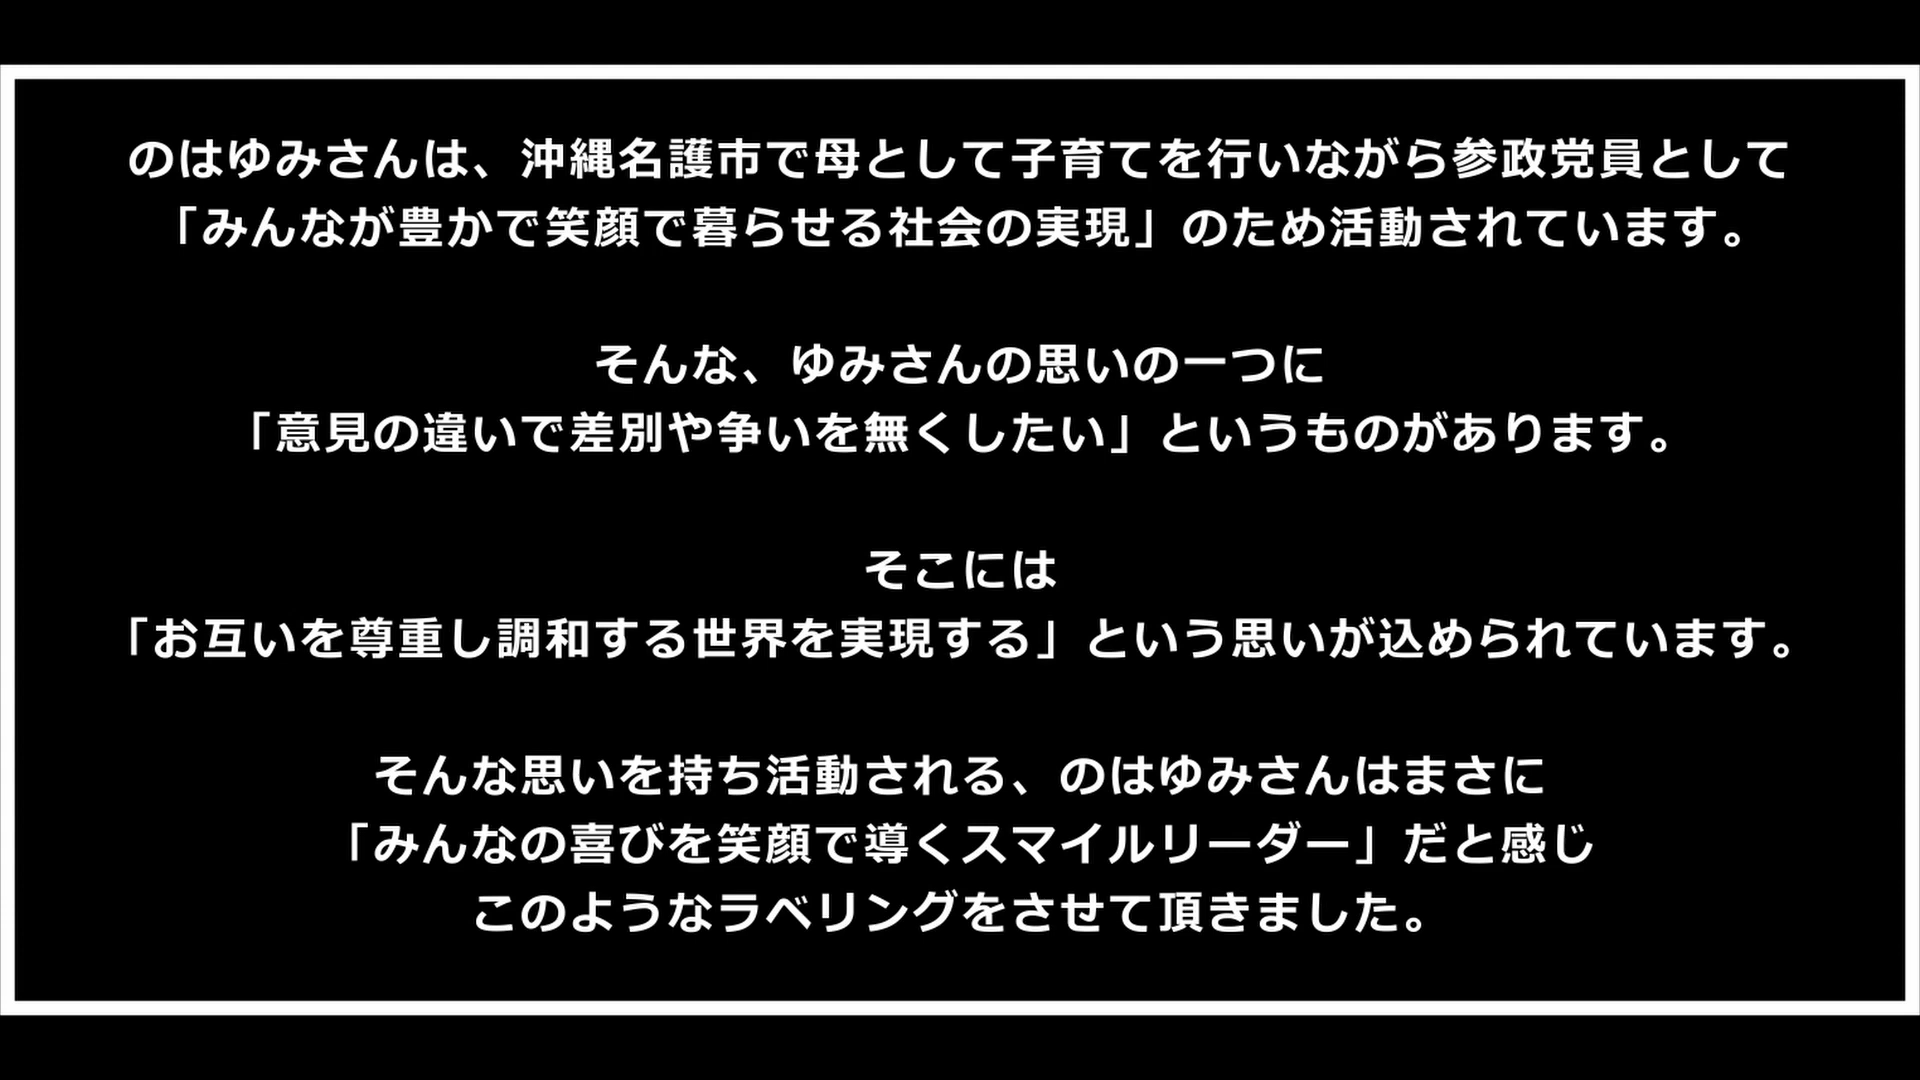 のはゆみさんは、沖縄名護市で母として子育てを行いながら参政党員として
「みんなが豊かで笑顔で暮らせる社会の実現」のため活動されています。
そんな、ゆみさんの思いの一つに
「意見の違いで差別や争いを無くしたい」というものがあります。
そこには
「お互いを尊重し調和する世界を実現する」という思いが込められています。
そんな思いを持ち活動される、のはゆみさんはまさに
「みんなの喜びを笑顔で導くスマイルリーダー」だと感じ
このようなラベリングをさせて頂きました。